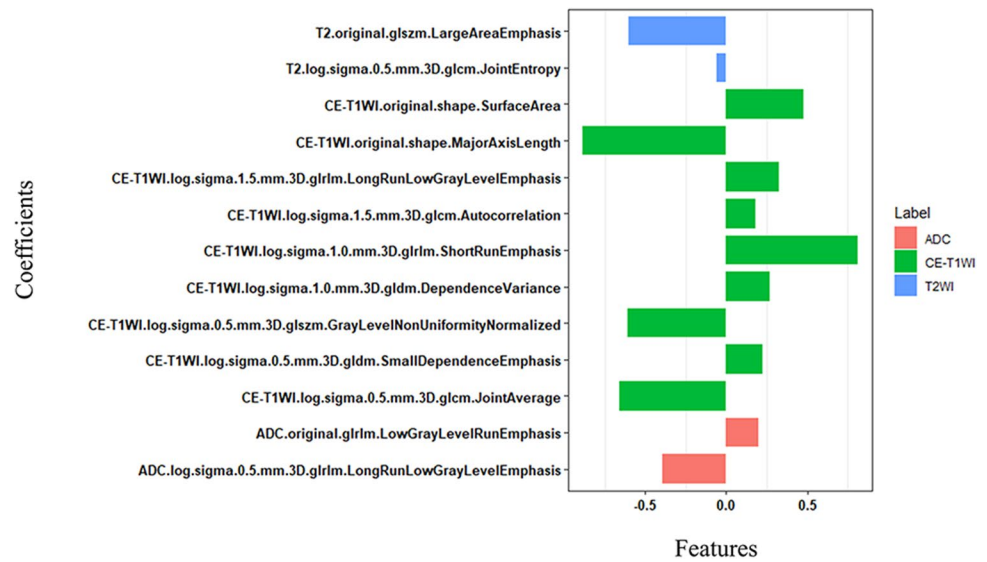 T2.original.glszm.LargeAreaEmphasis
T2.log.sigma.0.5.mm.3D.glcm.JointEntropy
CE-T1WI.original.shape.SurfaceArea
CE-T1WI.original.shape.MajorAxisLength
CE-T1WI.log.sigma.1.5.mm.3D.glrlm.LongRunLowGrayLevelEmphasis
CE-T1WI.log.sigma.1.5.mm.3D.glcm.Autocorrelation
CE-T1WI.log.sigma.1.0.mm.3D.glrlm.ShortRunEmphasis
CE-T1WI.log.sigma.1.0.mm.3D.gldm.DependenceVariance
CE-T1WI.log.sigma.0.5.mm.3D.glszm.GrayLevelNonUniformityNormalized
CE-T1WI.log.sigma.0.5.mm.3D.gldm.SmallDependenceEmphasis
CE-T1WI.log.sigma.0.5.mm.3D.glcm.JointAverage
ADC.original.glrlm.LowGrayLevelRunEmphasis
ADC.log.sigma.0.5.mm.3D.glrlm.LongRunLowGrayLevelEmphasis
Coefficients
-0.5 0.0 0.5
Features
Label
ADC
CE-T1WI
T2WI